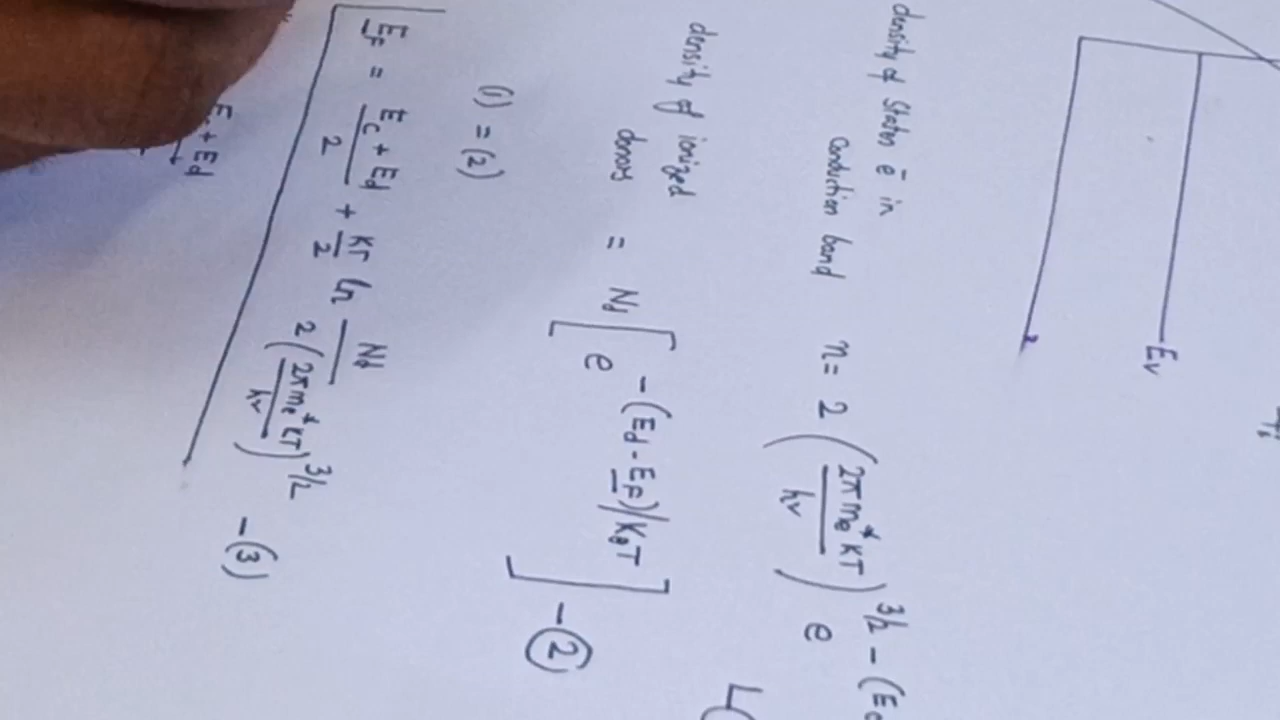 Ev
density of states ē in
conduction band n = 2 (2πme*KT / hv)^3/2 e^-(Ec
density of ionized
donors = Nd [e^-(Ed - EF)/KBT] - (2)
(1) = (2)
EF = Ec + Ed / 2 + KT / 2 ln Nd / 2 (2πme*KT / hv)^3/2 - (3)
+ Ed